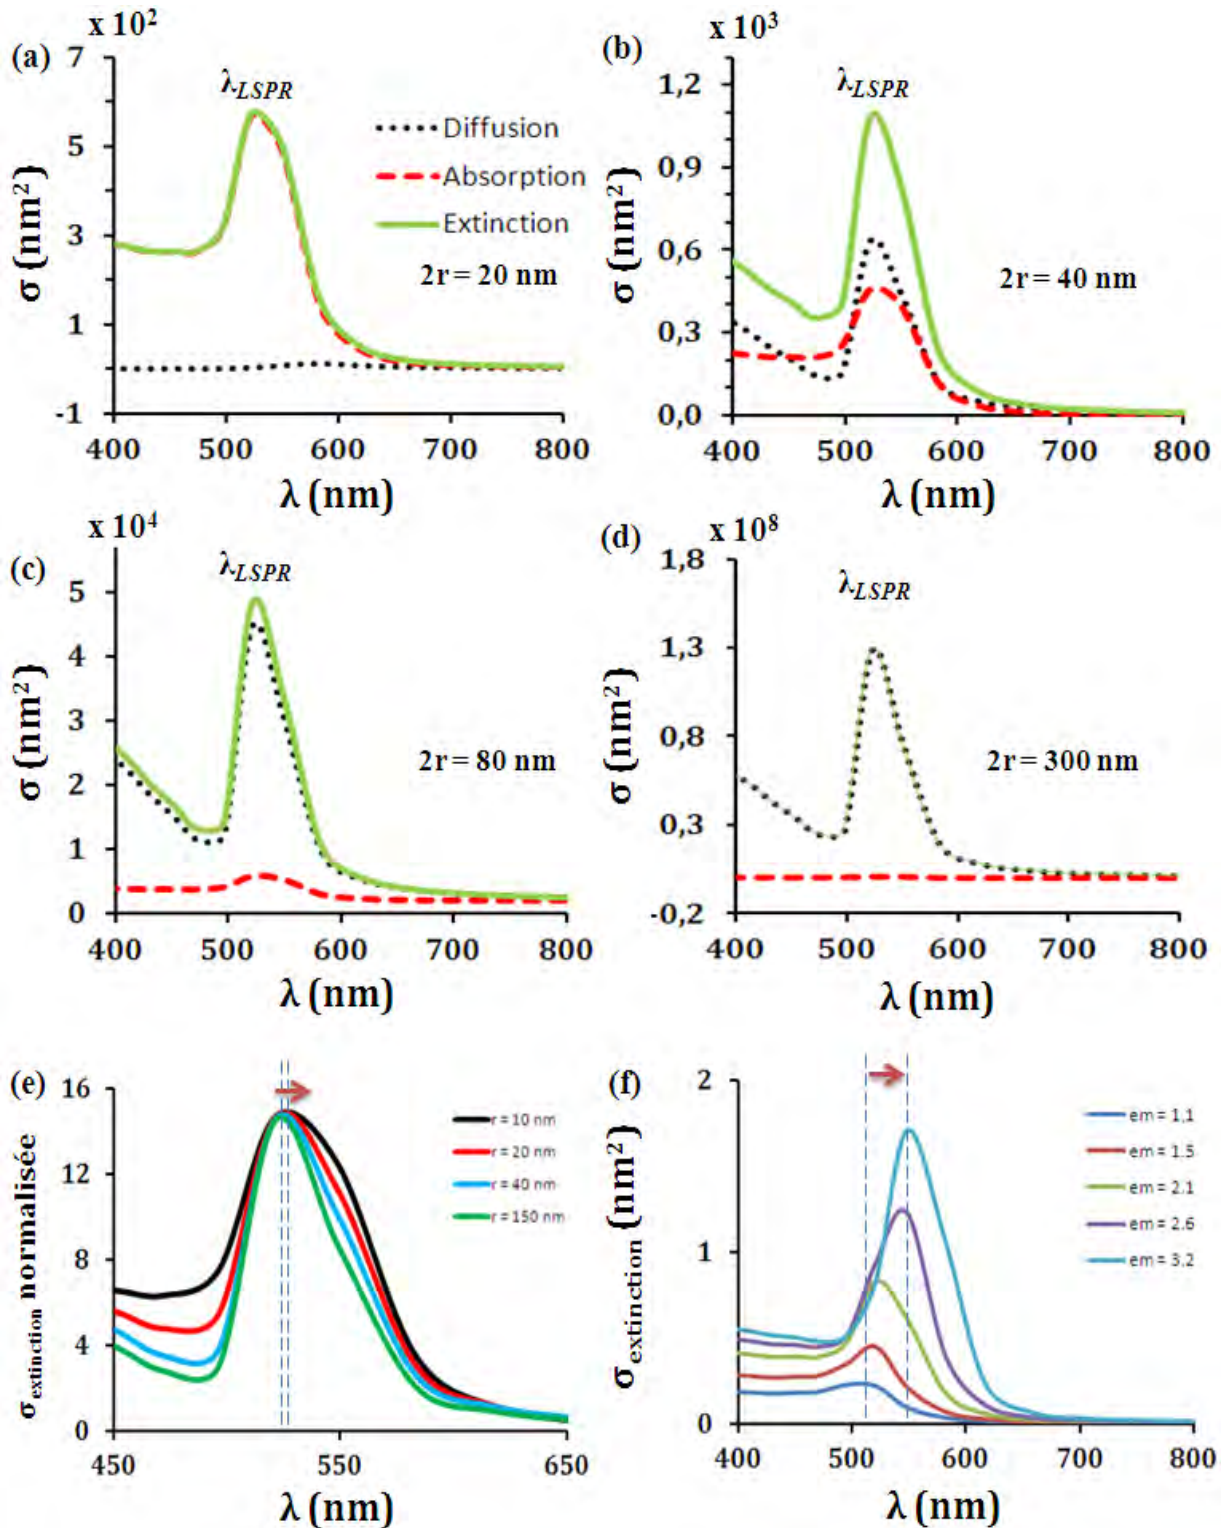 x 10²
(a)
7
5
3
1
-1
σ {nm²}
λLSPR
Diffusion
Absorption
Extinction
2r = 20 nm
400 500 600 700 800
λ (nm)
x 10³
(b)
1,2
0,9
0,6
0,3
0,0
σ {nm²}
λLSPR
2r = 40 nm
400 500 600 700 800
λ (nm)
x 10⁴
(c)
5
4
3
2
1
0
σ {nm²}
λLSPR
2r = 80 nm
400 500 600 700 800
λ (nm)
x 10⁸
(d)
1,8
1,3
0,8
0,3
-0,2
σ {nm²}
λLSPR
2r = 300 nm
400 500 600 700 800
λ (nm)
(e)
16
12
8
4
0
σextinction normalisée
r = 10 nm
r = 20 nm
r = 40 nm
r = 150 nm
450 550 650
λ (nm)
(f)
2
1
0
σextinction {nm²}
em = 1,1
em = 1.5
em = 2.1
em = 2.6
em = 3.2
400 500 600 700 800
λ (nm)